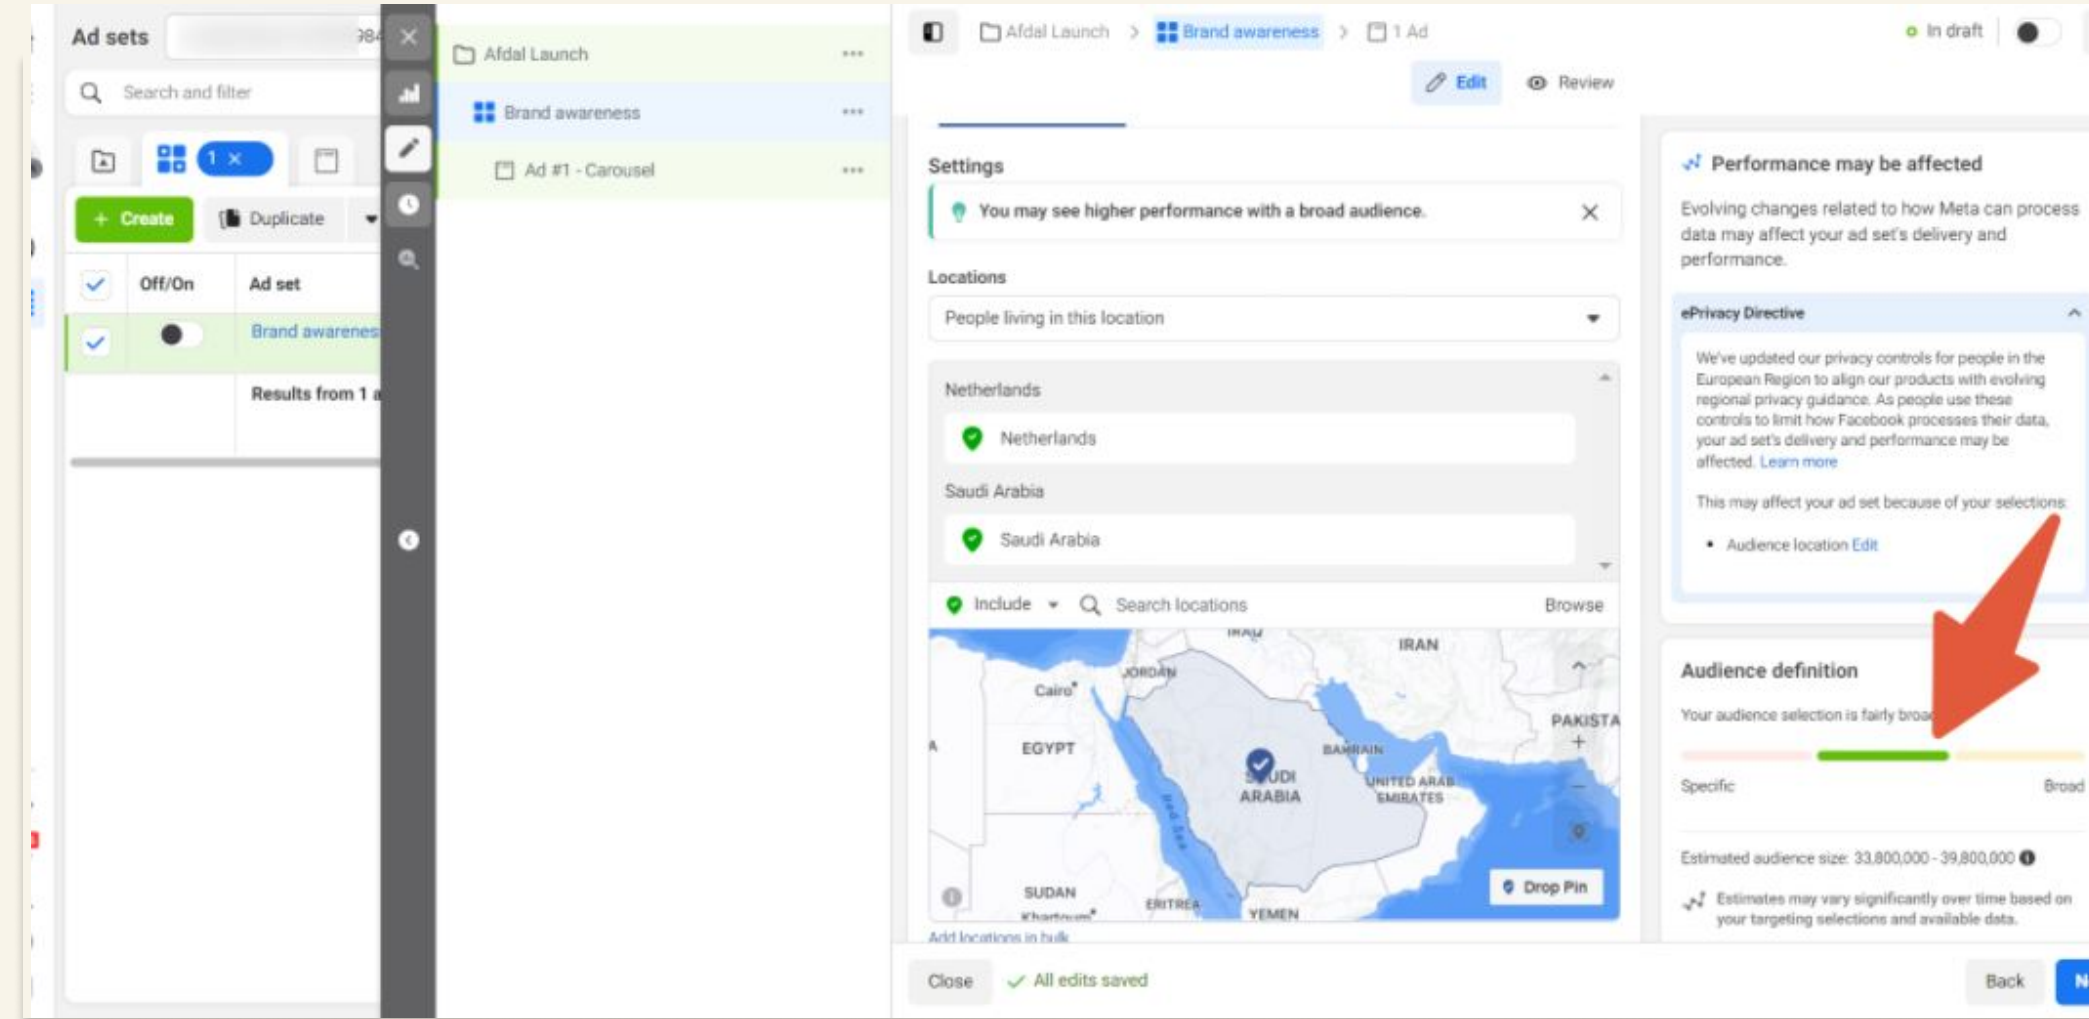 Ad sets
984
Search and filter
1 ×
+ Create
Duplicate
Off/On
Ad set
Brand awarenes
Results from 1 a
Afdal Launch
Brand awareness
Ad #1 - Carousel
Afdal Launch > Brand awareness > 1 Ad
In draft
Edit
Review
Settings
You may see higher performance with a broad audience.
Locations
People living in this location
Netherlands
Netherlands
Saudi Arabia
Saudi Arabia
Include
Search locations
Browse
IRAQ
IRAN
JORDAN
Cairo
PAKISTA
EGYPT
BAHRAIN
SAUDI
ARABIA
UNITED ARAB
EMIRATES
Red Sea
SUDAN
Khartoum
ERITREA
YEMEN
Drop Pin
Add locations in bulk
Close
All edits saved
Performance may be affected
Evolving changes related to how Meta can process
data may affect your ad set's delivery and
performance.
ePrivacy Directive
We've updated our privacy controls for people in the
European Region to align our products with evolving
regional privacy guidance. As people use these
controls to limit how Facebook processes their data,
your ad set's delivery and performance may be
affected. Learn more
This may affect your ad set because of your selections:
• Audience location Edit
Audience definition
Your audience selection is fairly broa
Specific
Broad
Estimated audience size: 33,800,000 - 39,800,000
Estimates may vary significantly over time based on
your targeting selections and available data.
Back
N